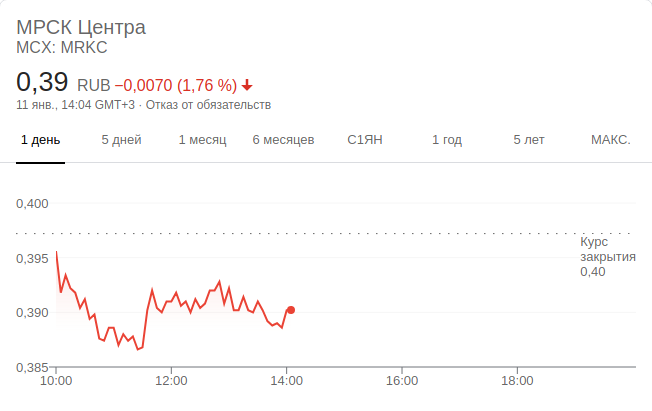 МРСК Центра
MCX: MRKC
0,39 RUB −0,0070 (1,76 %)
11 янв., 14:04 GMT+3 · Отказ от обязательств
1 день 5 дней 1 месяц 6 месяцев С1ЯН 1 год 5 лет МАКС.
0,400
Курс
закрытия
0,40
0,395
0,390
0,385
10:00 12:00 14:00 16:00 18:00